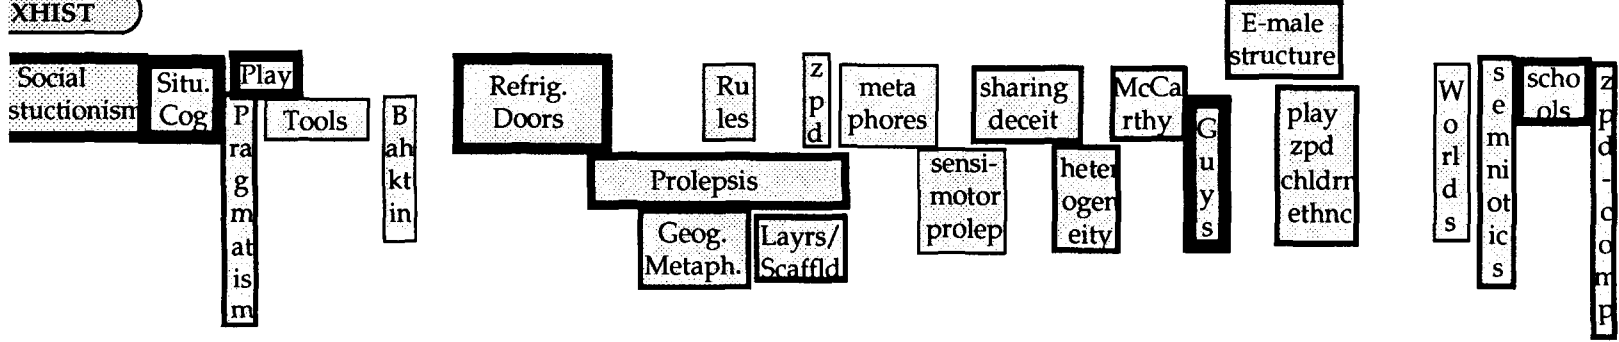 XHIST
Social
stuctionism
Situ.
Cog
Play
P
ra
g
m
at
is
m
Tools
B
ah
kt
in
Refrig.
Doors
Prolepsis
Geog.
Metaph.
Layrs/
Scaffld
Ru
les
z
p
d
meta
phores
sensi-
motor
prolep
sharing
deceit
heter
ogen
eity
McCa
rthy
G
u
y
s
E-male
structure
play
zpd
chldrn
ethnc
W
o
rl
d
s
s
e
m
ni
ot
ic
s
scho
ols
z
p
d
-
c
o
m
p